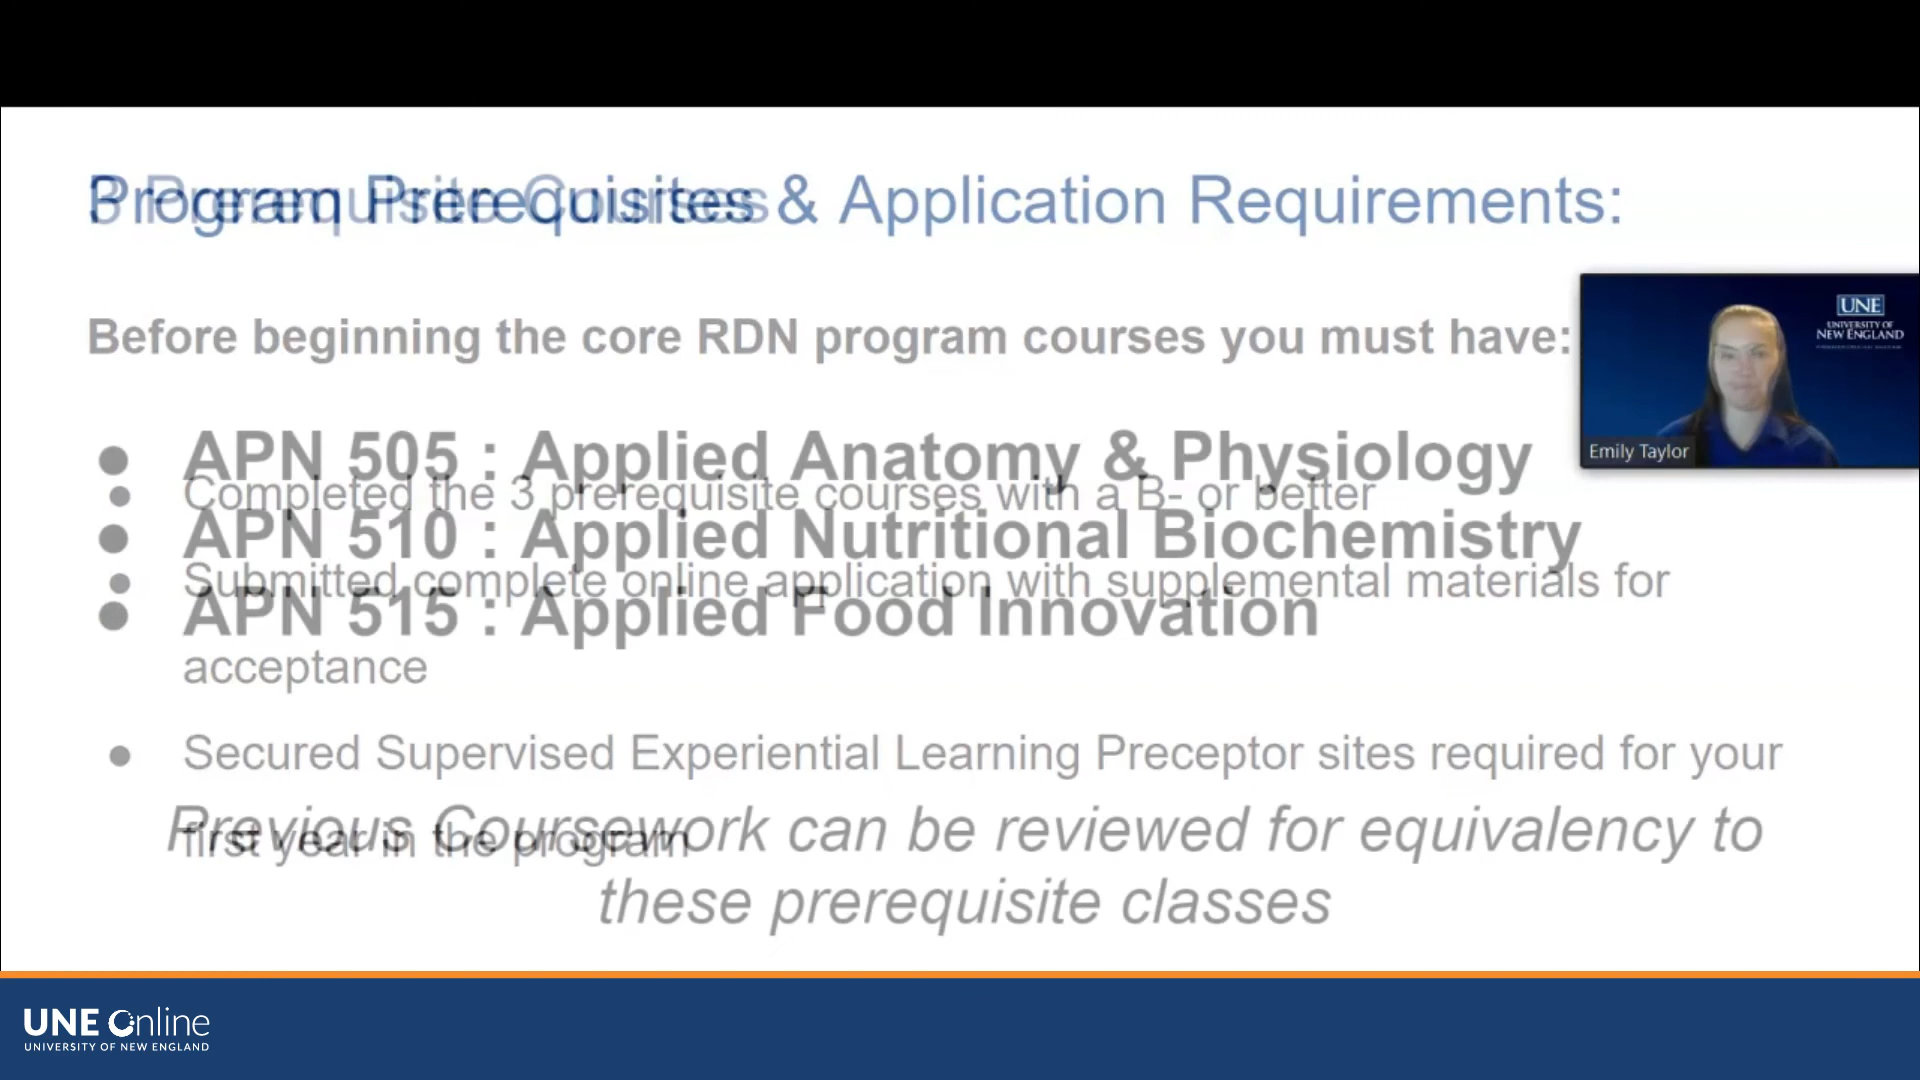 Program Prerequisites & Application Requirements:
3 Prerequisite Courses
Before beginning the core RDN program courses you must have:
APN 505 : Applied Anatomy & Physiology
Completed the 3 prerequisite courses with a B- or better
APN 510 : Applied Nutritional Biochemistry
Submitted complete online application with supplemental materials for
APN 515 : Applied Food Innovation
acceptance
Secured Supervised Experiential Learning Preceptor sites required for your
first year in the program
Previous Coursework can be reviewed for equivalency to
these prerequisite classes
UNE
UNIVERSITY OF
NEW ENGLAND
Emily Taylor
UNE Online
UNIVERSITY OF NEW ENGLAND